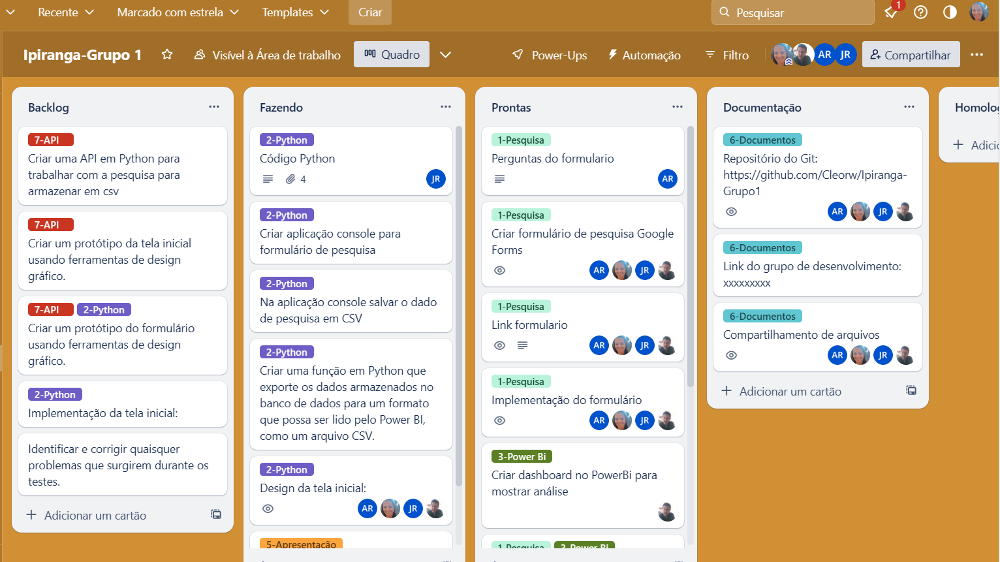 Recente
Marcado com estrela
Templates
Criar
Pesquisar
1
Ipiranga-Grupo 1
Visível à Área de trabalho
Quadro
Power-Ups
Automação
Filtro
AR
JR
Compartilhar
Backlog
7-API
Criar uma API em Python para
trabalhar com a pesquisa para
armazenar em csv
7-API
Criar um protótipo da tela inicial
usando ferramentas de design
gráfico.
7-API 2-Python
Criar um protótipo do formulário
usando ferramentas de design
gráfico.
2-Python
Implementação da tela inicial:
Identificar e corrigir quaisquer
problemas que surgirem durante os
testes.
Adicionar um cartão
Fazendo
2-Python
Código Python
4
JR
2-Python
Criar aplicação console para
formulário de pesquisa
2-Python
Na aplicação console salvar o dado
de pesquisa em CSV
2-Python
Criar uma função em Python que
exporte os dados armazenados no
banco de dados para um formato
que possa ser lido pelo Power BI,
como um arquivo CSV.
2-Python
Design da tela inicial:
AR JR
5-Apresentação
Prontas
1-Pesquisa
Perguntas do formulario
AR
1-Pesquisa
Criar formulário de pesquisa Google
Forms
AR JR
1-Pesquisa
Link formulario
AR JR
1-Pesquisa
Implementação do formulário
AR JR
3-Power Bi
Criar dashboard no PowerBi para
mostrar análise
1-Pesquisa 3-Power Bi
Documentação
6-Documentos
Repositório do Git:
https://github.com/Cleorw/Ipiranga-
Grupo1
AR JR
6-Documentos
Link do grupo de desenvolvimento:
xxxxxxxxx
6-Documentos
Compartilhamento de arquivos
AR JR
Adicionar um cartão
Homolog
Adici